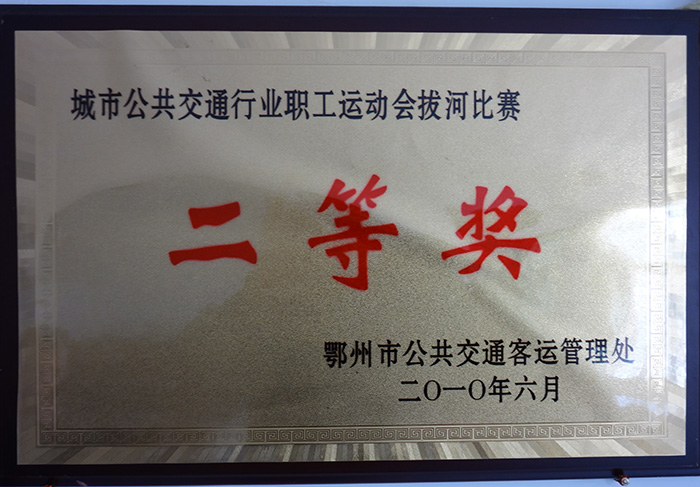 城市公共交通行业职工运动会拔河比赛
二等奖
鄂州市公共交通客运管理处
二〇一〇年六月